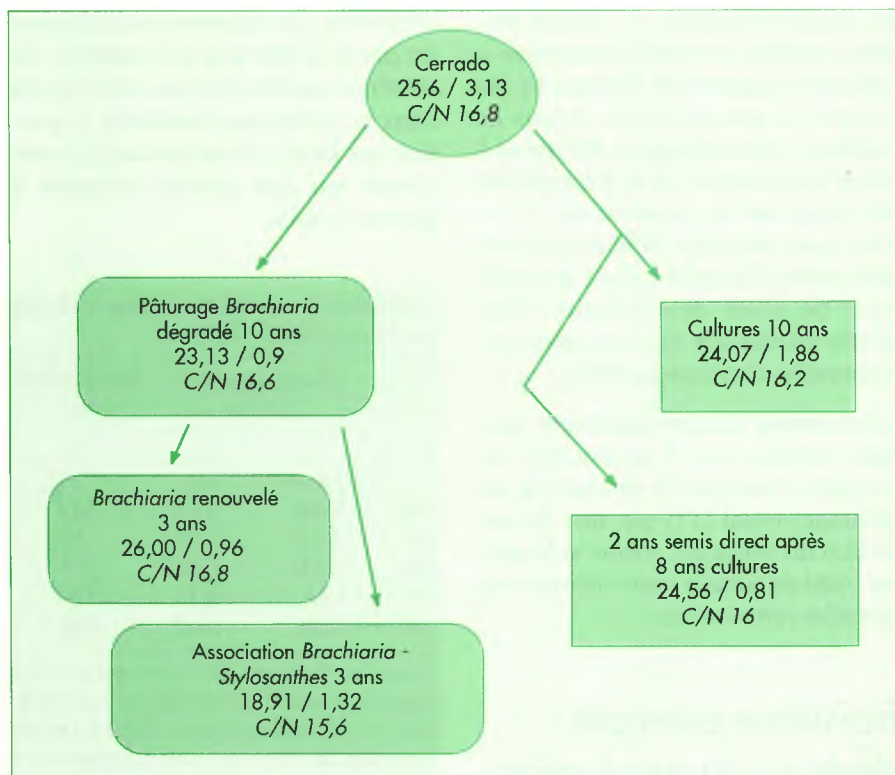 Cerrado
25,6 / 3,13
C/N 16,8
Pâturage Brachiaria
dégradé 10 ans
23,13 / 0,9
C/N 16,6
Cultures 10 ans
24,07 / 1,86
C/N 16,2
Brachiaria renouvelé
3 ans
26,00 / 0,96
C/N 16,8
2 ans semis direct après
8 ans cultures
24,56 / 0,81
C/N 16
Association Brachiaria -
Stylosanthes 3 ans
18,91 / 1,32
C/N 15,6